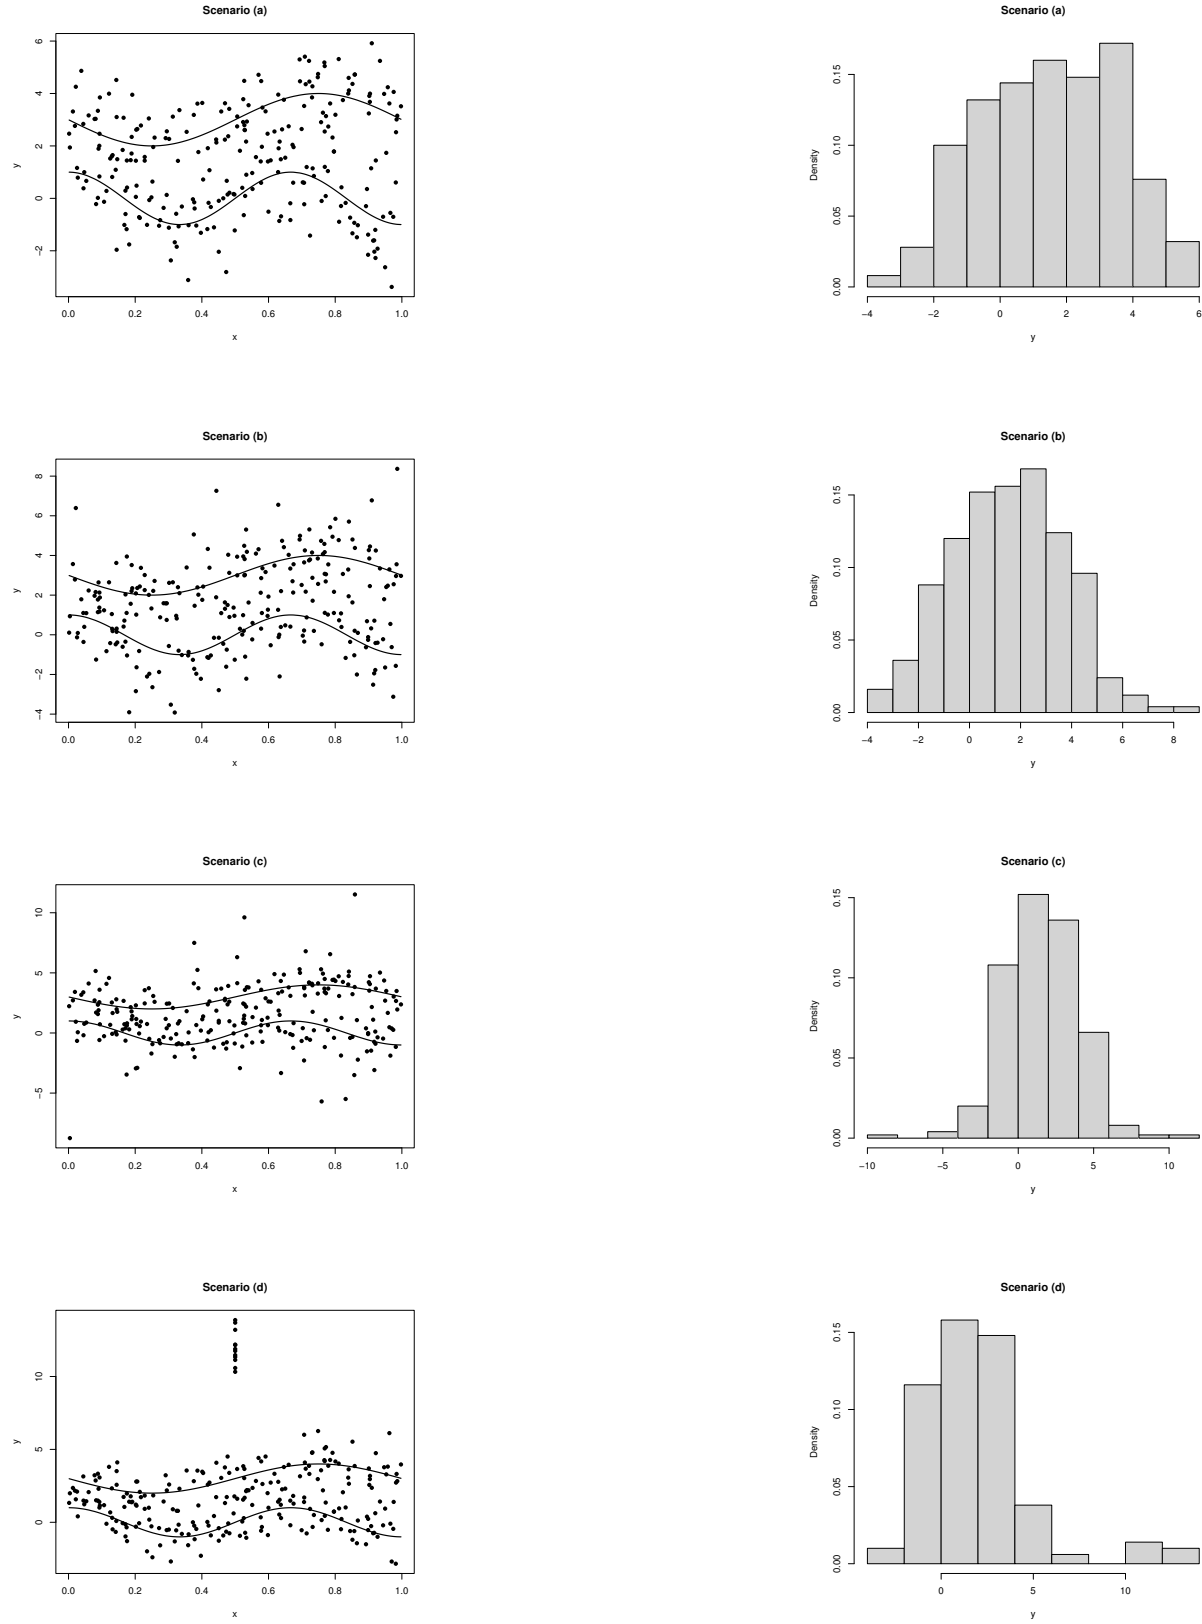 Scenario (a)
6
4
2
0
−2
y
0.0 0.2 0.4 0.6 0.8 1.0
x
Scenario (a)
0.15
0.10
0.05
0.00
Density
−4 −2 0 2 4 6
y
Scenario (b)
8
6
4
2
0
−2
−4
y
0.0 0.2 0.4 0.6 0.8 1.0
x
Scenario (b)
0.15
0.10
0.05
0.00
Density
−4 −2 0 2 4 6 8
y
Scenario (c)
10
5
0
−5
y
0.0 0.2 0.4 0.6 0.8 1.0
x
Scenario (c)
0.15
0.10
0.05
0.00
Density
−10 −5 0 5 10
y
Scenario (d)
10
5
0
y
0.0 0.2 0.4 0.6 0.8 1.0
x
Scenario (d)
0.15
0.10
0.05
0.00
Density
0 5 10
y